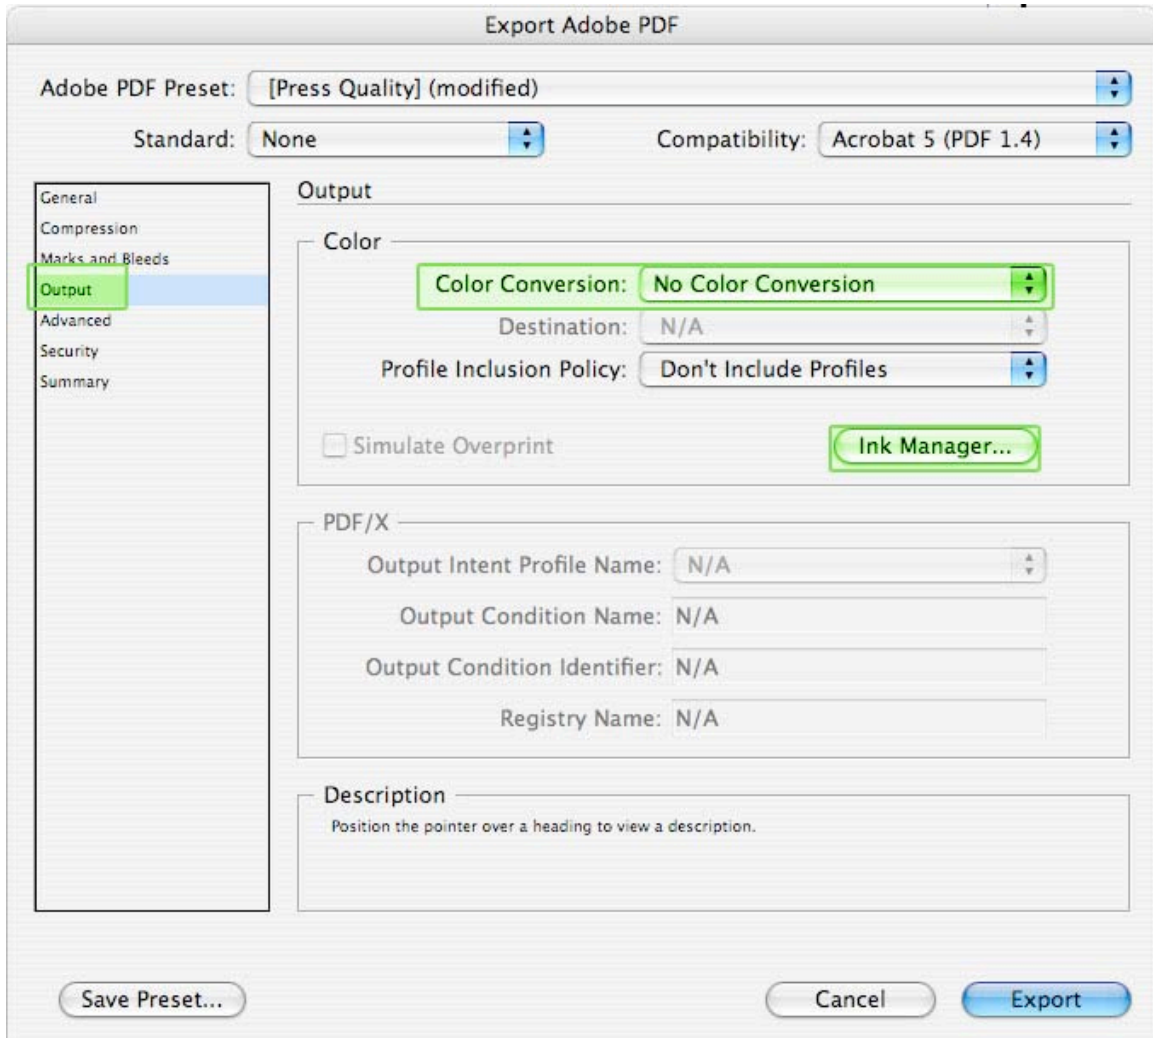 Export Adobe PDF
Adobe PDF Preset: [Press Quality] (modified)
Standard: None Compatibility: Acrobat 5 (PDF 1.4)
General
Compression
Marks and Bleeds
Output
Advanced
Security
Summary
Output
Color
Color Conversion: No Color Conversion
Destination: N/A
Profile Inclusion Policy: Don't Include Profiles
Simulate Overprint Ink Manager...
PDF/X
Output Intent Profile Name: N/A
Output Condition Name: N/A
Output Condition Identifier: N/A
Registry Name: N/A
Description
Position the pointer over a heading to view a description.
Save Preset... Cancel Export